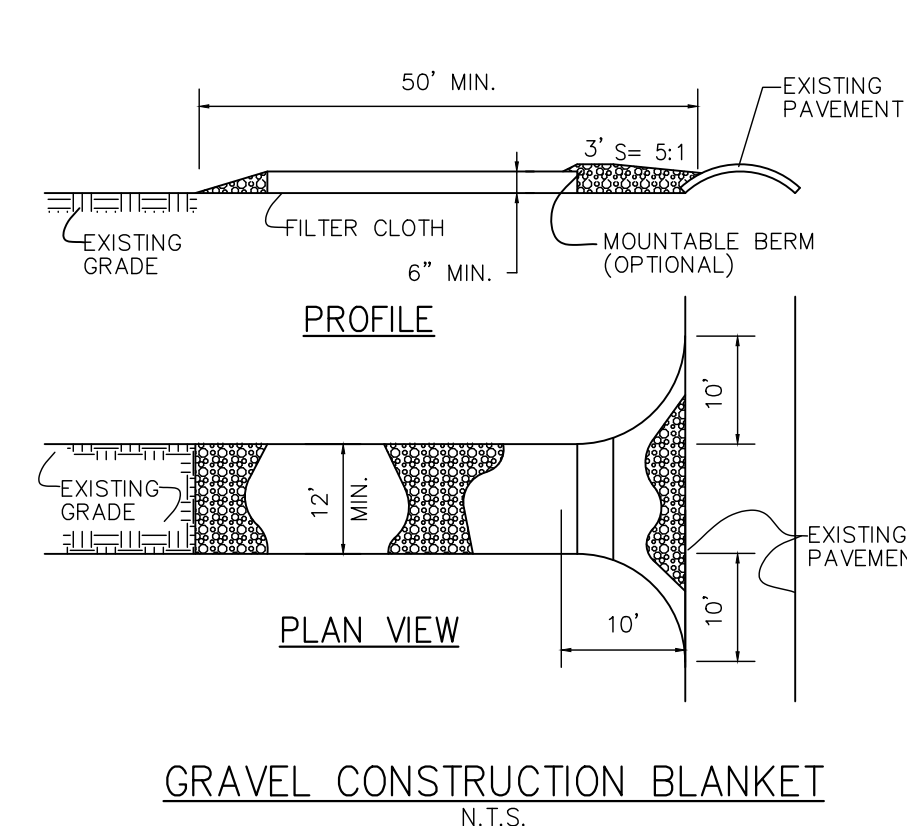 50' MIN.
EXISTING
PAVEMENT
3' S= 5:1
FILTER CLOTH
EXISTING
GRADE
MOUNTABLE BERM
(OPTIONAL)
6" MIN.
PROFILE
10'
EXISTING
GRADE
12'
MIN.
EXISTING
PAVEMEN
10'
10'
PLAN VIEW
GRAVEL CONSTRUCTION BLANKET
N.T.S.